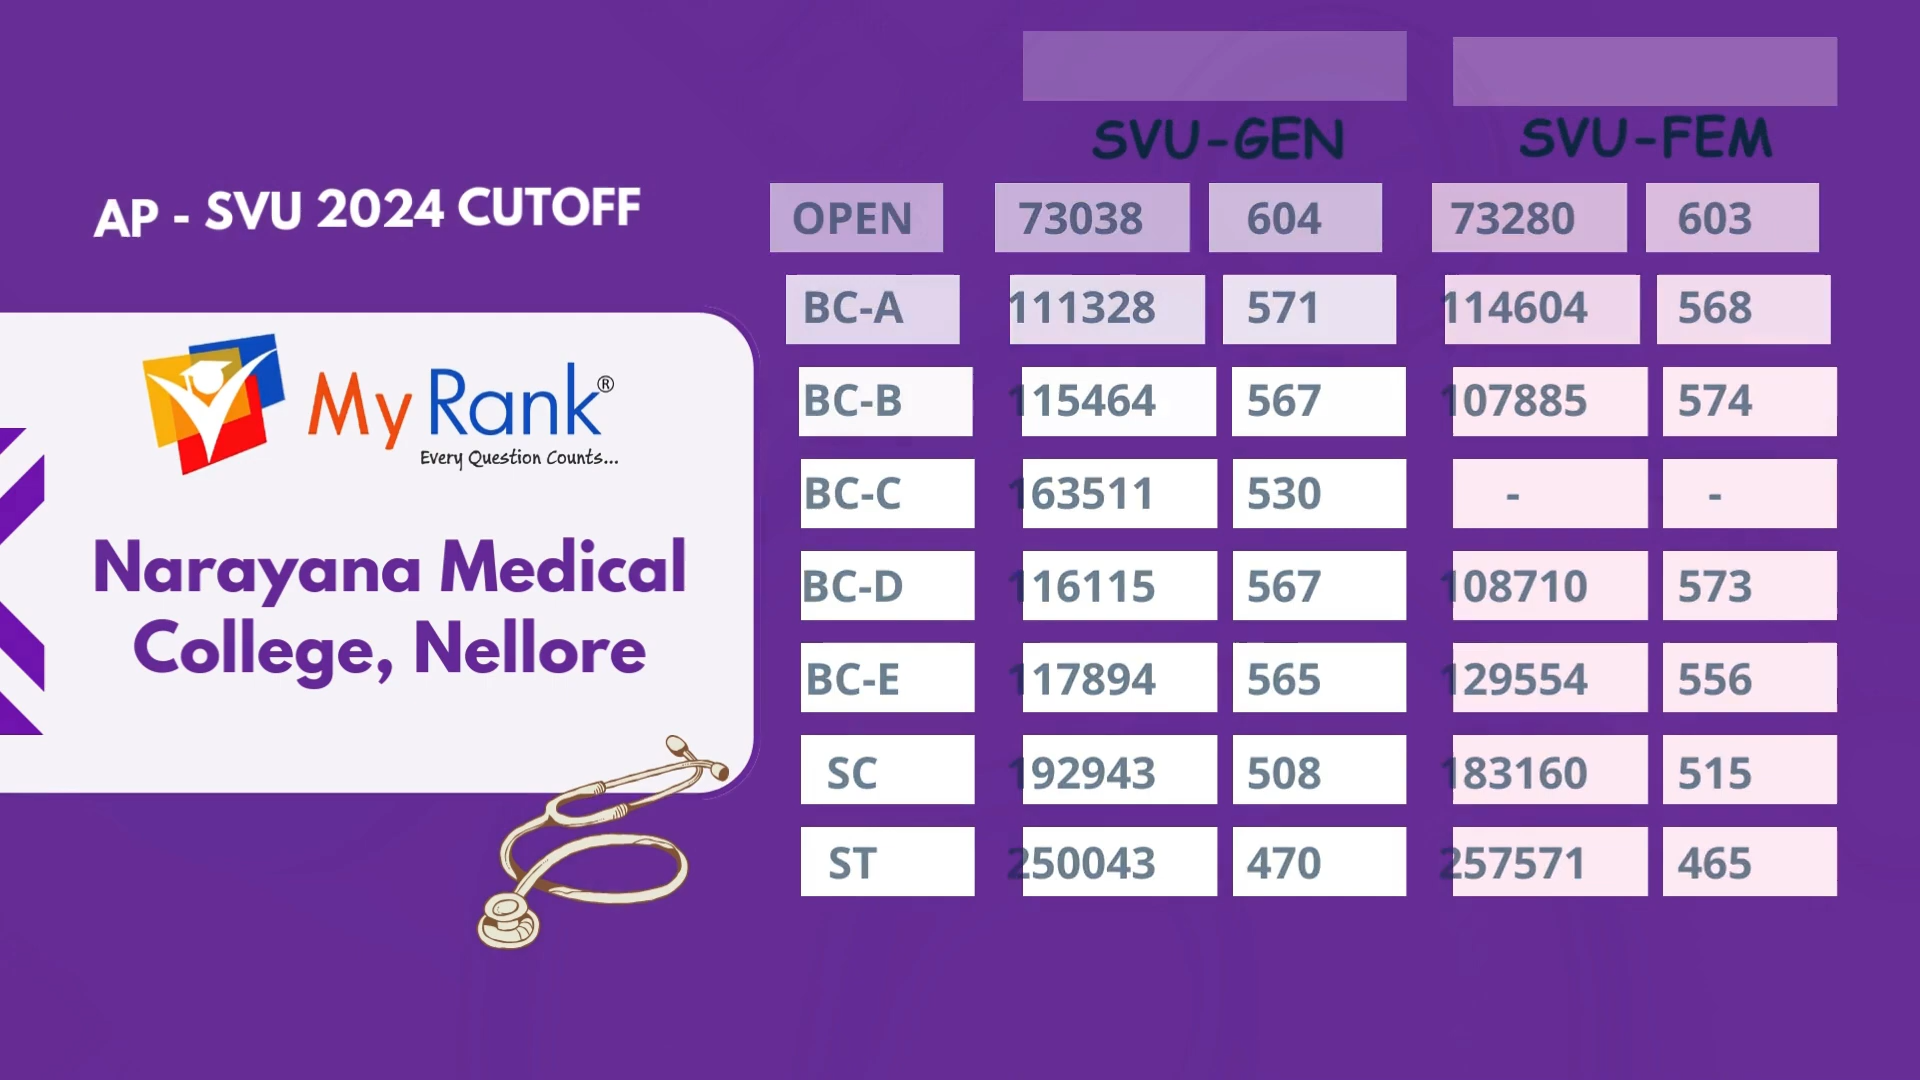 SVU-GEN SVU-FEM
AP - SVU 2024 CUTOFF
OPEN 73038 604 73280 603
BC-A 111328 571 114604 568
My Rank®
Every Question Counts...
BC-B 115464 567 107885 574
BC-C 163511 530 - -
Narayana Medical
College, Nellore
BC-D 116115 567 108710 573
BC-E 117894 565 129554 556
SC 192943 508 183160 515
ST 250043 470 257571 465